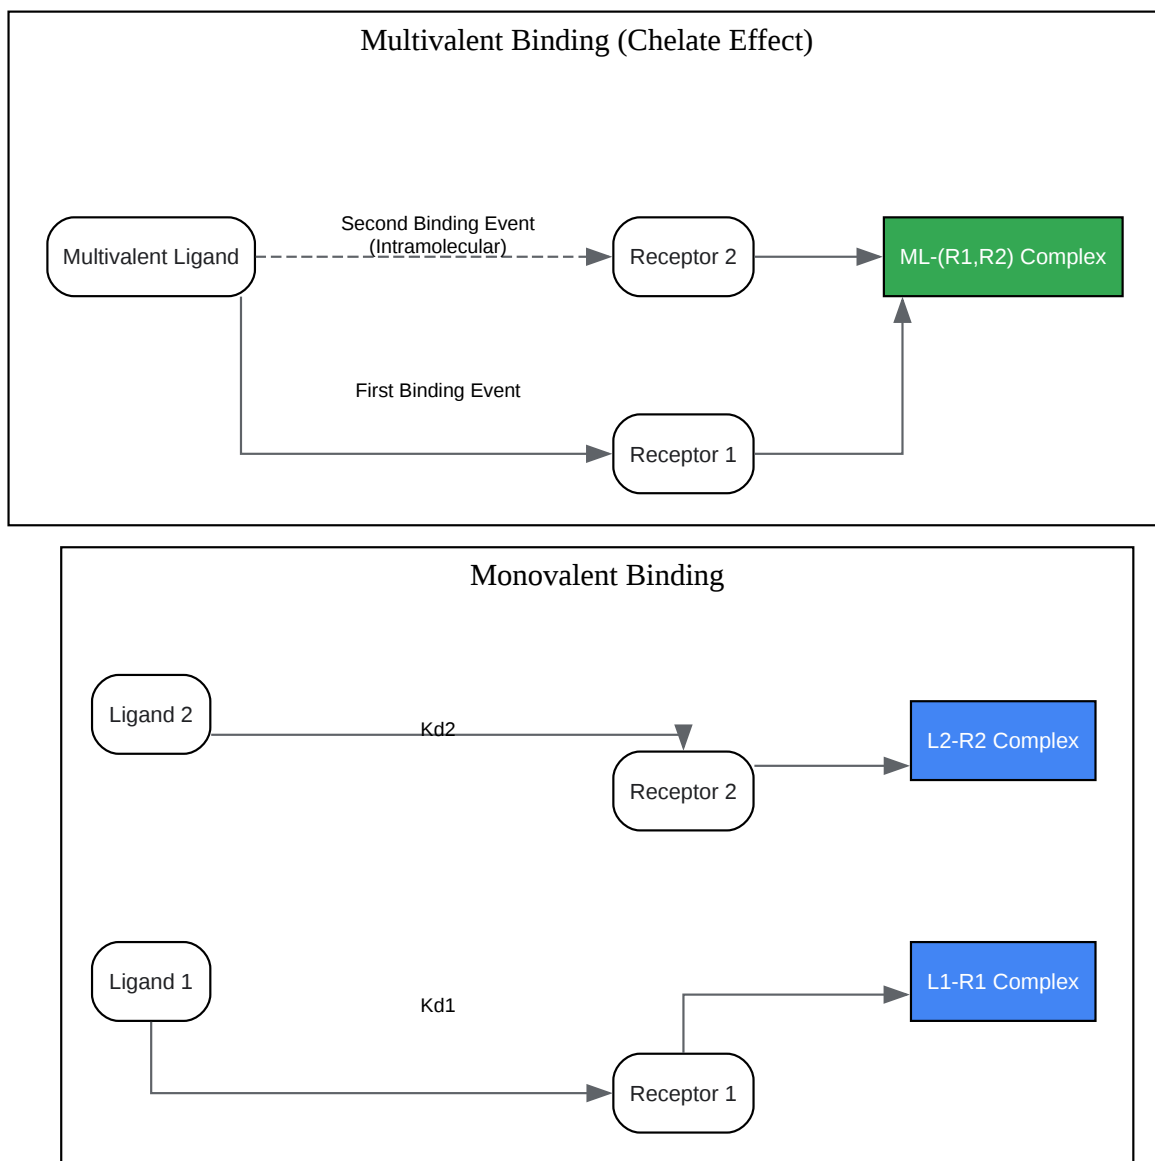 Multivalent Binding (Chelate Effect)
Multivalent Ligand
Second Binding Event
(Intramolecular)
Receptor 2
ML-(R1,R2) Complex
First Binding Event
Receptor 1
Monovalent Binding
Ligand 2
Kd2
Receptor 2
L2-R2 Complex
Ligand 1
Kd1
Receptor 1
L1-R1 Complex